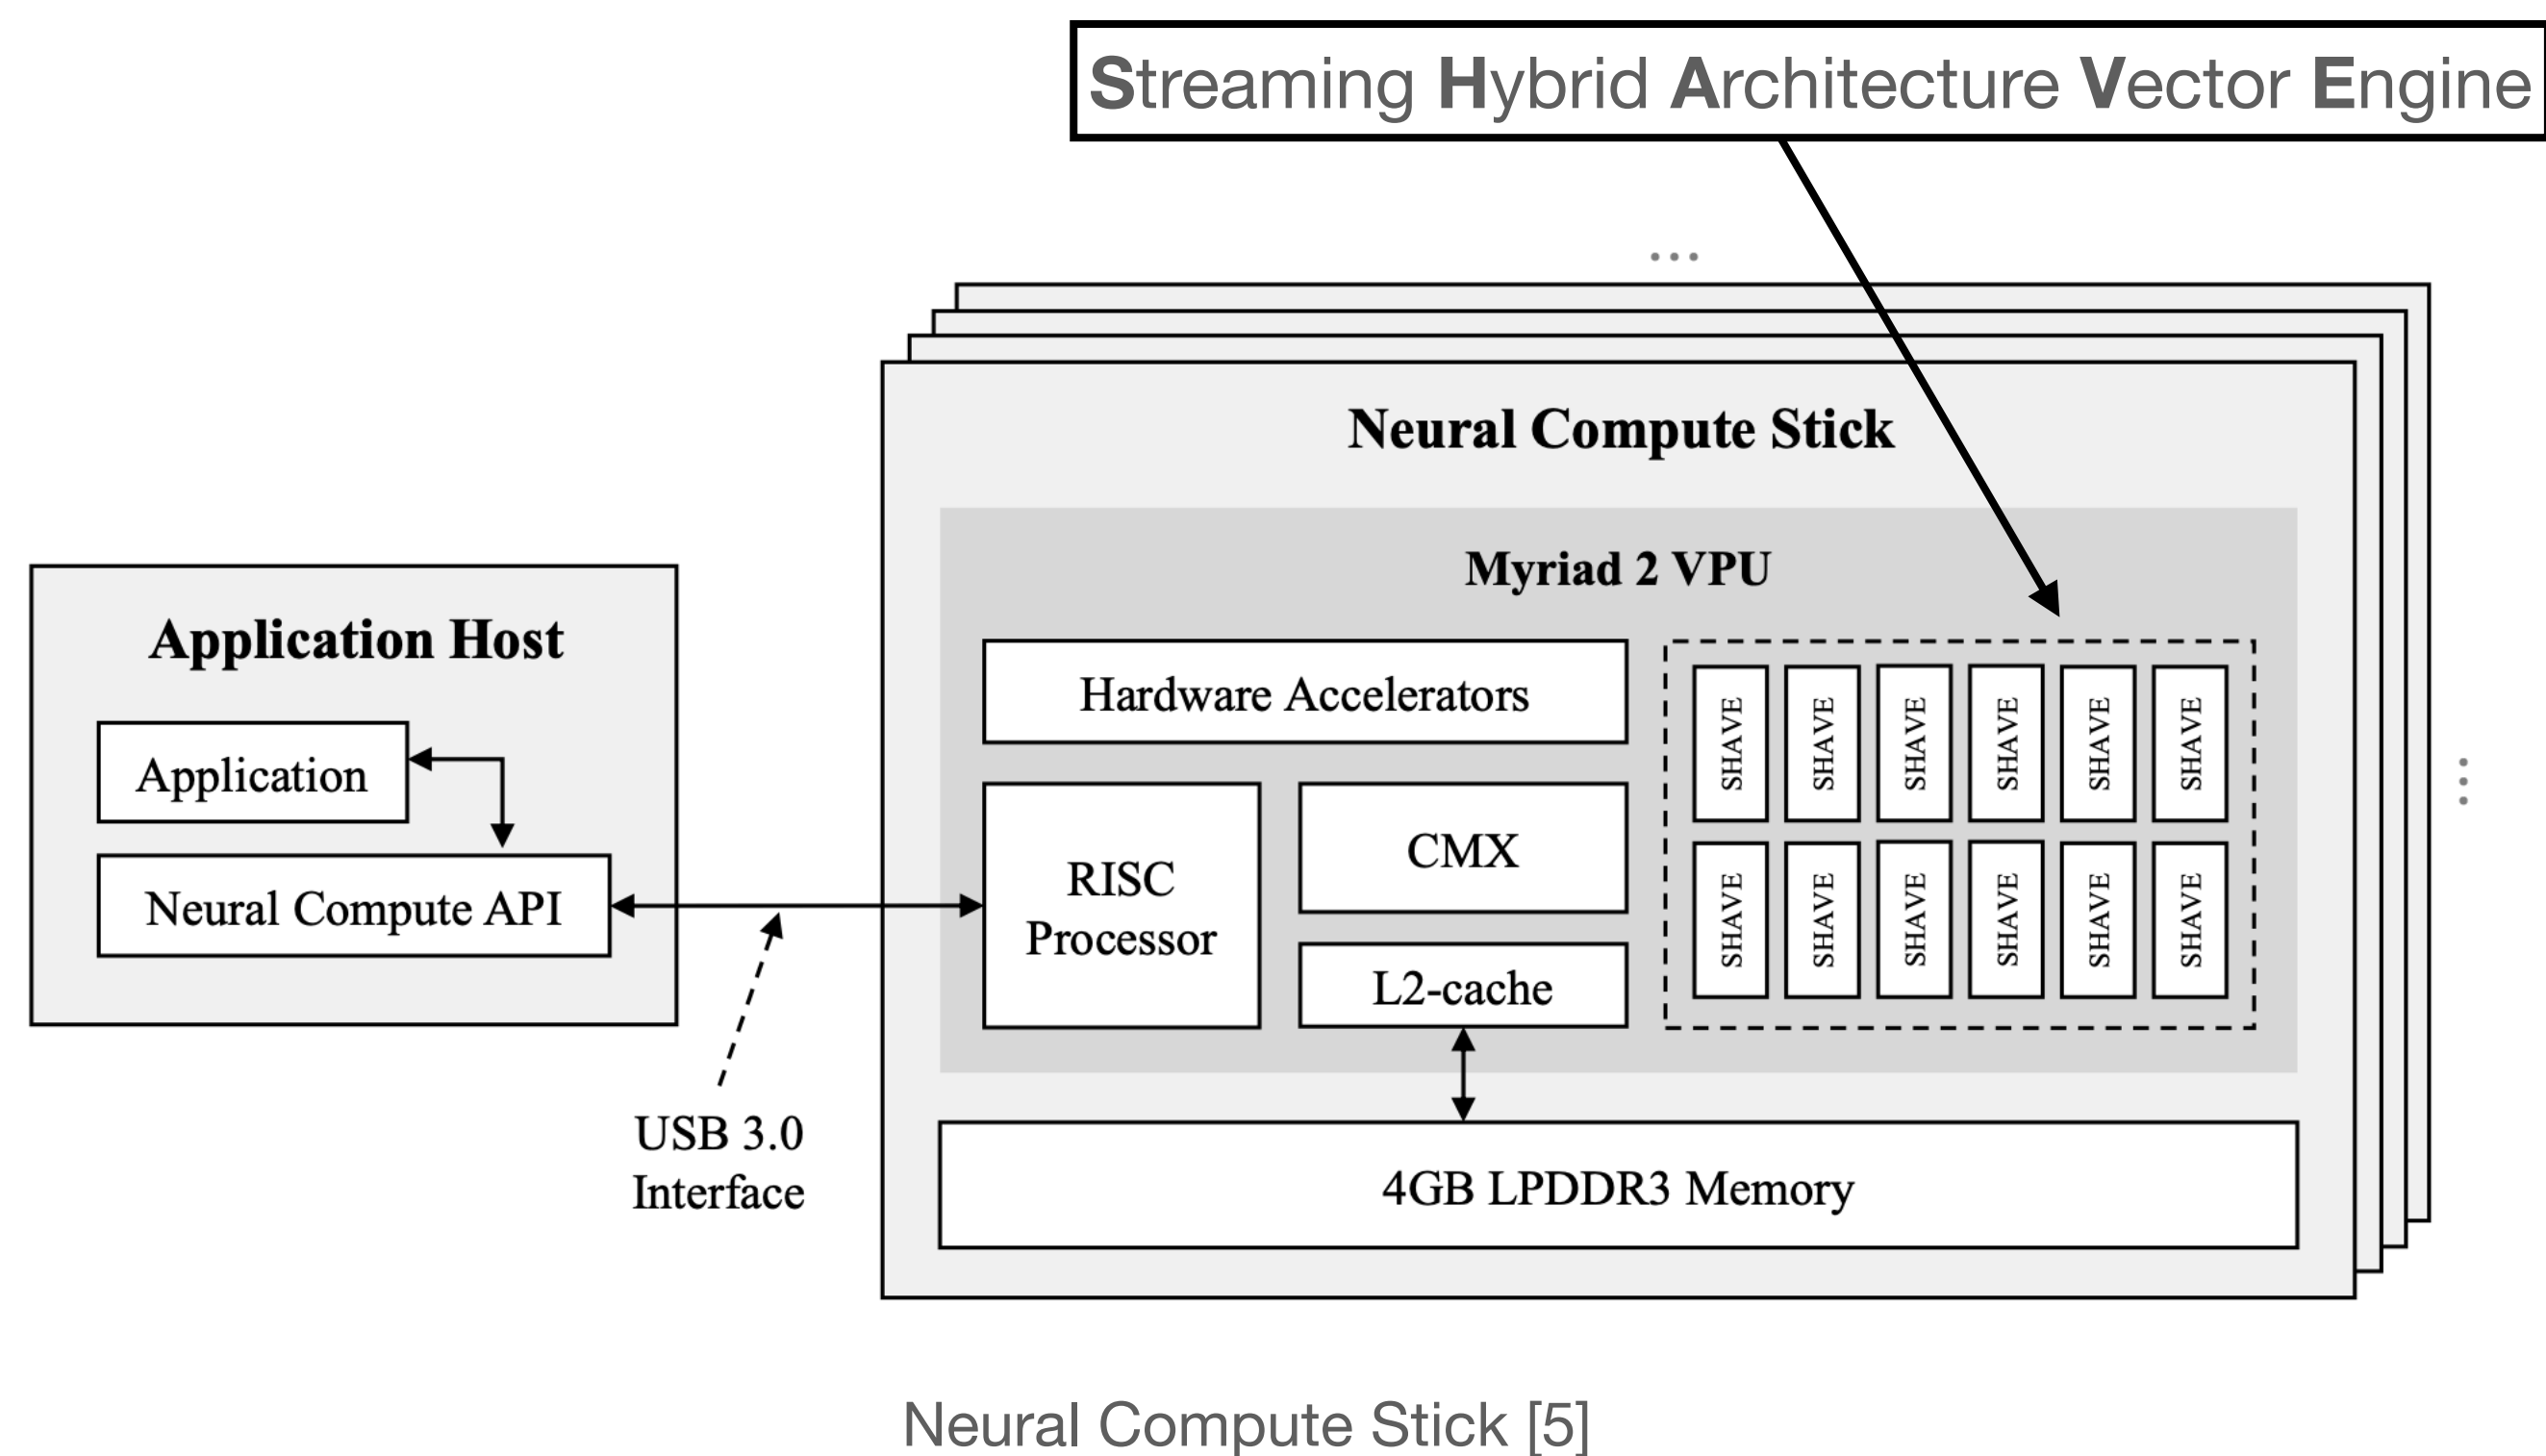 Streaming Hybrid Architecture Vector Engine
...
Neural Compute Stick
Myriad 2 VPU
Application Host
Hardware Accelerators
SHAVE SHAVE SHAVE SHAVE SHAVE SHAVE
Application
RISC
Processor
CMX
Neural Compute API
SHAVE SHAVE SHAVE SHAVE SHAVE SHAVE
L2-cache
USB 3.0
Interface
4GB LPDDR3 Memory
Neural Compute Stick [5]